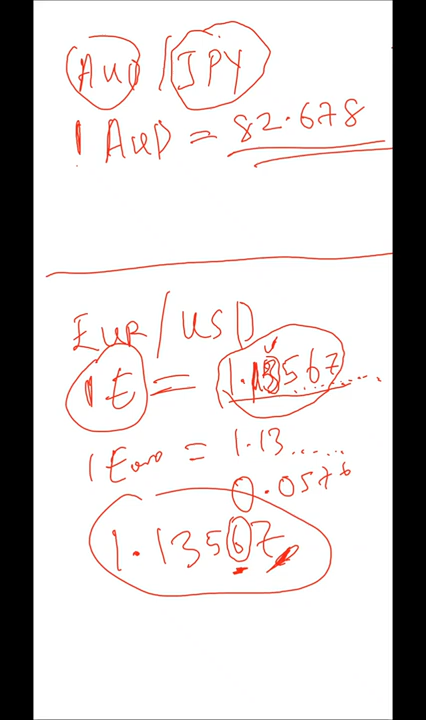 AUD / JPY
1 AUD = 82.678
EUR / USD
1 E = 1.13567.......
1 Euro = 1.13......
0.0576
1.13567